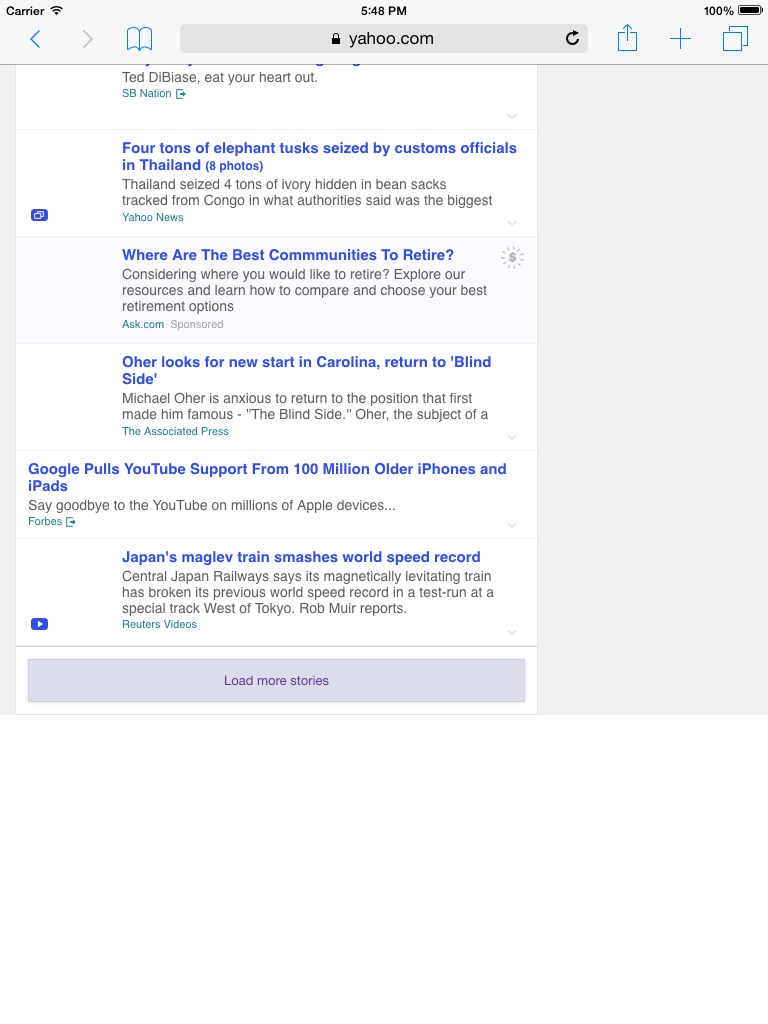 Carrier 5:48 PM 100%
yahoo.com
Ted DiBiase, eat your heart out.
SB Nation
Four tons of elephant tusks seized by customs officials
in Thailand (8 photos)
Thailand seized 4 tons of ivory hidden in bean sacks
tracked from Congo in what authorities said was the biggest
Yahoo News
Where Are The Best Commmunities To Retire?
$
Considering where you would like to retire? Explore our
resources and learn how to compare and choose your best
retirement options
Ask.com Sponsored
Oher looks for new start in Carolina, return to 'Blind
Side'
Michael Oher is anxious to return to the position that first
made him famous - "The Blind Side." Oher, the subject of a
The Associated Press
Google Pulls YouTube Support From 100 Million Older iPhones and
iPads
Say goodbye to the YouTube on millions of Apple devices...
Forbes
Japan's maglev train smashes world speed record
Central Japan Railways says its magnetically levitating train
has broken its previous world speed record in a test-run at a
special track West of Tokyo. Rob Muir reports.
Reuters Videos
Load more stories